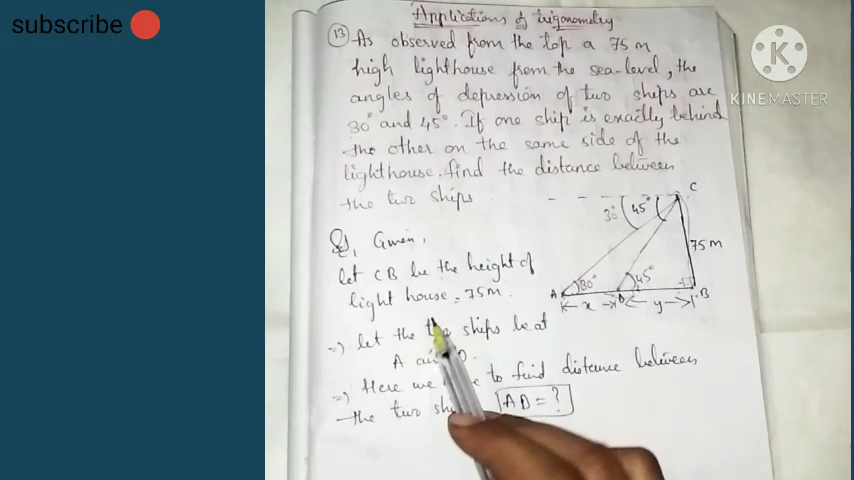 subscribe
Applications of trigonometry
KINEMASTER
13 As observed from the top a 75 m
high lighthouse from the sea-level, the
angles of depression of two ships are
30° and 45°. If one ship is exactly behind
the other on the same side of the
lighthouse, find the distance between
the two ships
C
30° 45°
75 M
A 30° D 45° B
x y
Given,
let CB be the height of
light house = 75m.
=) let the ships be at
A
=) Here we to find distance between
the two AD = ?